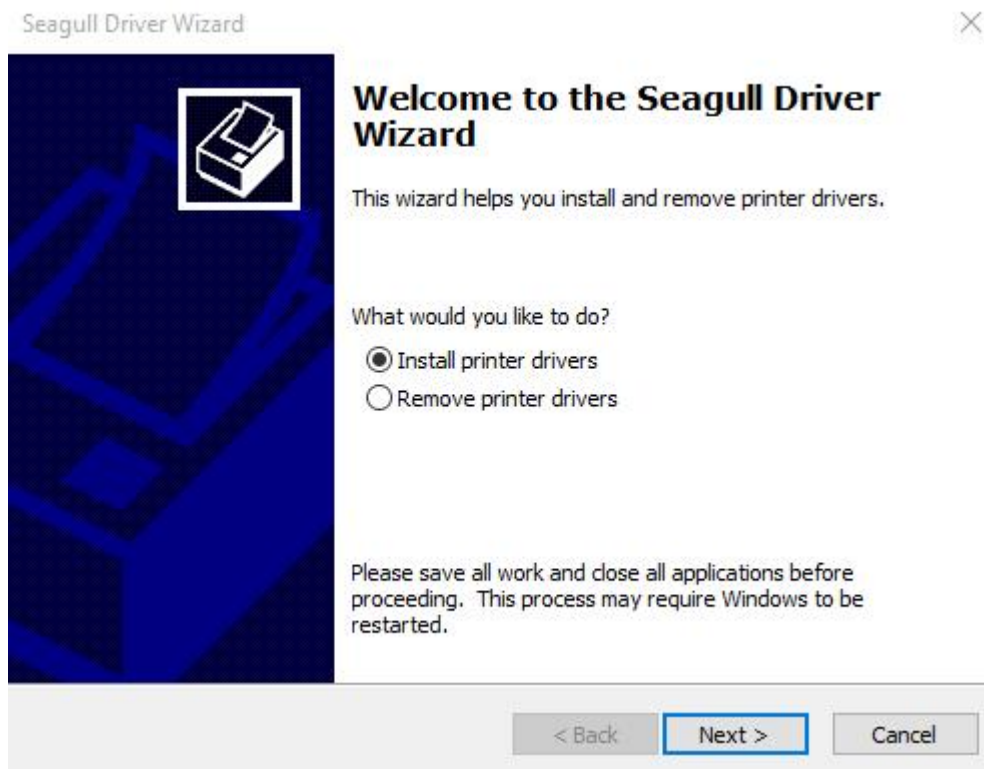 Seagull Driver Wizard
Welcome to the Seagull Driver
Wizard
This wizard helps you install and remove printer drivers.
What would you like to do?
Install printer drivers
Remove printer drivers
Please save all work and close all applications before
proceeding.  This process may require Windows to be
restarted.
< Back
Next >
Cancel